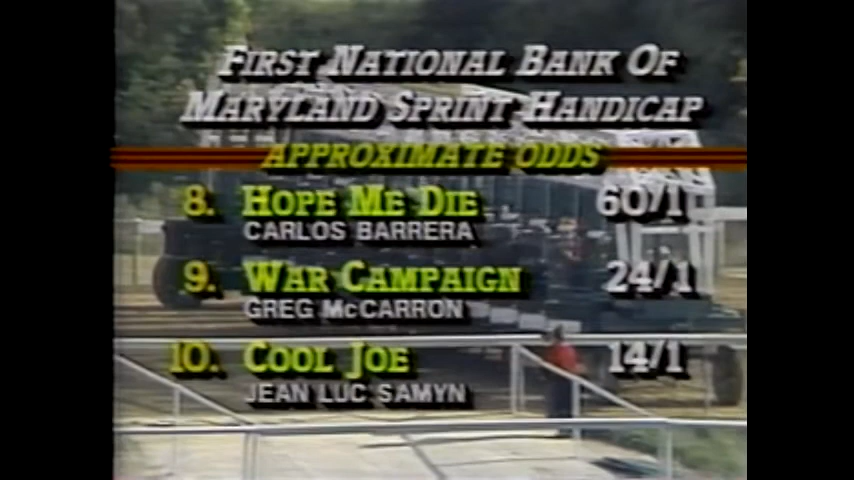 First National Bank Of
Maryland Sprint Handicap
Approximate Odds
8. Hope Me Die 60/1
CARLOS BARRERA
9. War Campaign 24/1
GREG McCARRON
10. Cool Joe 14/1
JEAN LUC SAMYN